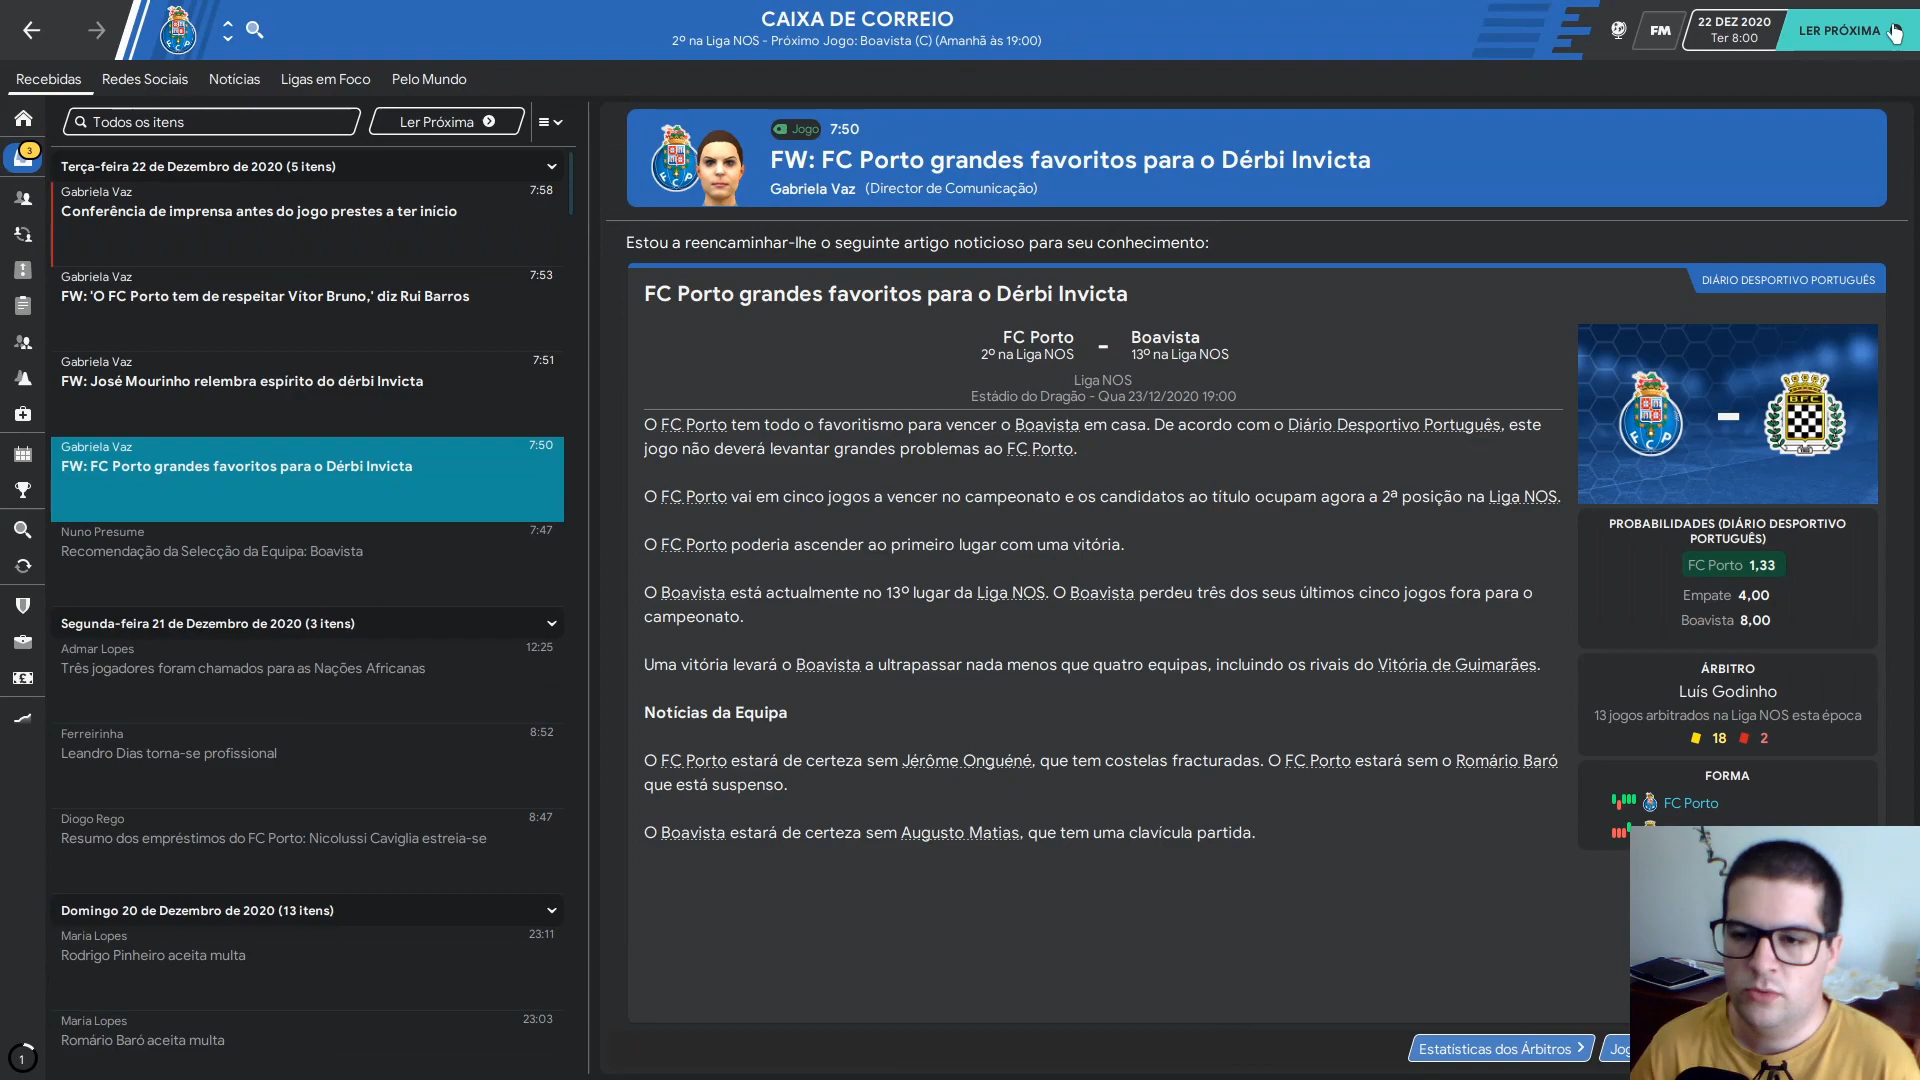 CAIXA DE CORREIO
2º na Liga NOS - Próximo Jogo: Boavista (C) (Amanhã às 19:00)
FM
22 DEZ 2020
Ter 8:00
LER PRÓXIMA
Recebidas
Redes Sociais
Notícias
Ligas em Foco
Pelo Mundo
Todos os itens
Ler Próxima
3
Terça-feira 22 de Dezembro de 2020 (5 itens)
Gabriela Vaz
7:58
Conferência de imprensa antes do jogo prestes a ter início
Gabriela Vaz
7:53
FW: 'O FC Porto tem de respeitar Vítor Bruno,' diz Rui Barros
Gabriela Vaz
7:51
FW: José Mourinho relembra espírito do dérbi Invicta
Gabriela Vaz
7:50
FW: FC Porto grandes favoritos para o Dérbi Invicta
Nuno Presume
7:47
Recomendação da Selecção da Equipa: Boavista
Segunda-feira 21 de Dezembro de 2020 (3 itens)
Admar Lopes
12:25
Três jogadores foram chamados para as Nações Africanas
Ferreirinha
8:52
Leandro Dias torna-se profissional
Diogo Rego
8:47
Resumo dos empréstimos do FC Porto: Nicolussi Caviglia estreia-se
Domingo 20 de Dezembro de 2020 (13 itens)
Maria Lopes
23:11
Rodrigo Pinheiro aceita multa
Maria Lopes
23:03
Romário Baró aceita multa
1
Jogo
7:50
FW: FC Porto grandes favoritos para o Dérbi Invicta
Gabriela Vaz (Director de Comunicação)
Estou a reencaminhar-lhe o seguinte artigo noticioso para seu conhecimento:
DIÁRIO DESPORTIVO PORTUGUÊS
FC Porto grandes favoritos para o Dérbi Invicta
FC Porto - Boavista
2º na Liga NOS 13º na Liga NOS
Liga NOS
Estádio do Dragão - Qua 23/12/2020 19:00
O FC Porto tem todo o favoritismo para vencer o Boavista em casa. De acordo com o Diário Desportivo Português, este
jogo não deverá levantar grandes problemas ao FC Porto.
O FC Porto vai em cinco jogos a vencer no campeonato e os candidatos ao título ocupam agora a 2ª posição na Liga NOS.
O FC Porto poderia ascender ao primeiro lugar com uma vitória.
O Boavista está actualmente no 13º lugar da Liga NOS. O Boavista perdeu três dos seus últimos cinco jogos fora para o
campeonato.
Uma vitória levará o Boavista a ultrapassar nada menos que quatro equipas, incluindo os rivais do Vitória de Guimarães.
Notícias da Equipa
O FC Porto estará de certeza sem Jérôme Onguéné, que tem costelas fracturadas. O FC Porto estará sem o Romário Baró
que está suspenso.
O Boavista estará de certeza sem Augusto Matias, que tem uma clavícula partida.
PROBABILIDADES (DIÁRIO DESPORTIVO
PORTUGUÊS)
FC Porto 1,33
Empate 4,00
Boavista 8,00
ÁRBITRO
Luís Godinho
13 jogos arbitrados na Liga NOS esta época
18 2
FORMA
FC Porto
Estatísticas dos Árbitros